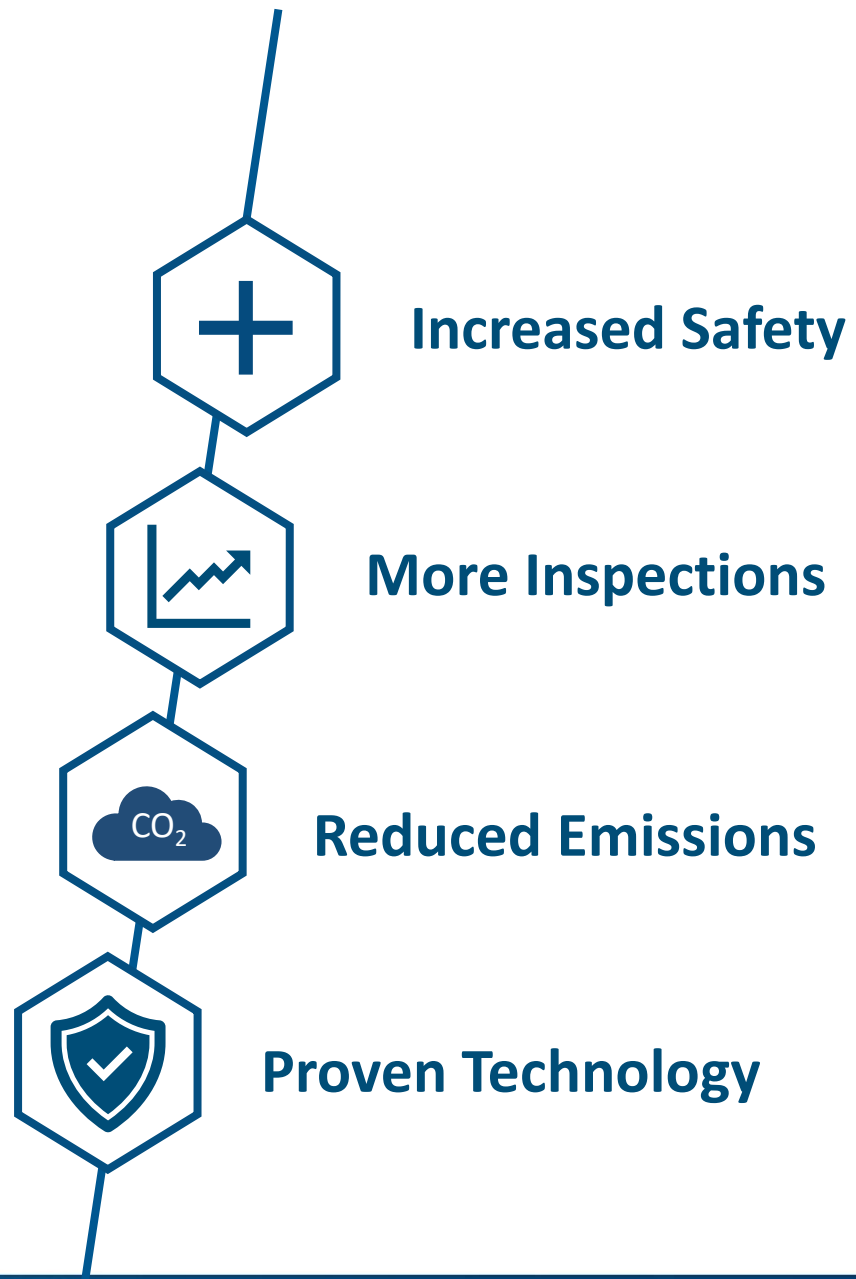 Increased Safety
More Inspections
CO₂
Reduced Emissions
Proven Technology